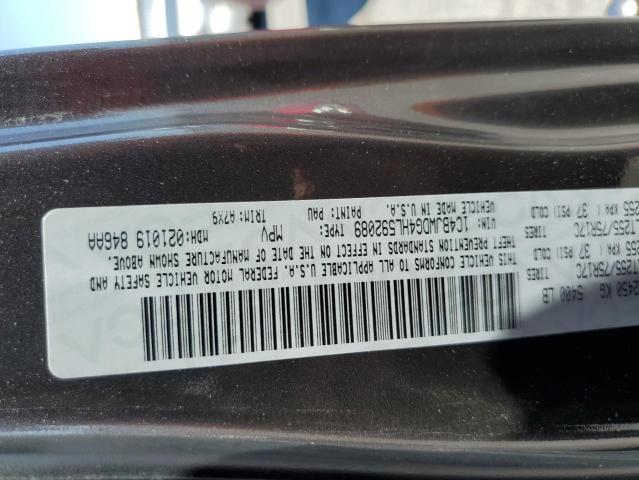 2450 KG
5400 LB
T255/75R17C TIRES
255 KPA ( 37 PSI) COLD
LT255/75R17C TIRES
255 KPA ( 37 PSI) COLD
THIS VEHICLE CONFORMS TO ALL APPLICABLE U.S.A. FEDERAL MOTOR VEHICLE SAFETY AND
THEFT PREVENTION STANDARDS IN EFFECT ON THE DATE OF MANUFACTURE SHOWN ABOVE.
VIN: 1C4BJWDG4HL592089 TYPE: MPV MDH:021019 846AA
VEHICLE MADE IN U.S.A. PAINT: PAU TRIM: A7X9